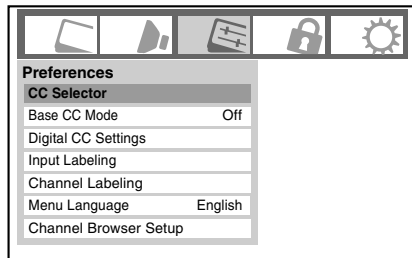 Preferences
CC Selector
Base CC Mode Off
Digital CC Settings
Input Labeling
Channel Labeling
Menu Language English
Channel Browser Setup